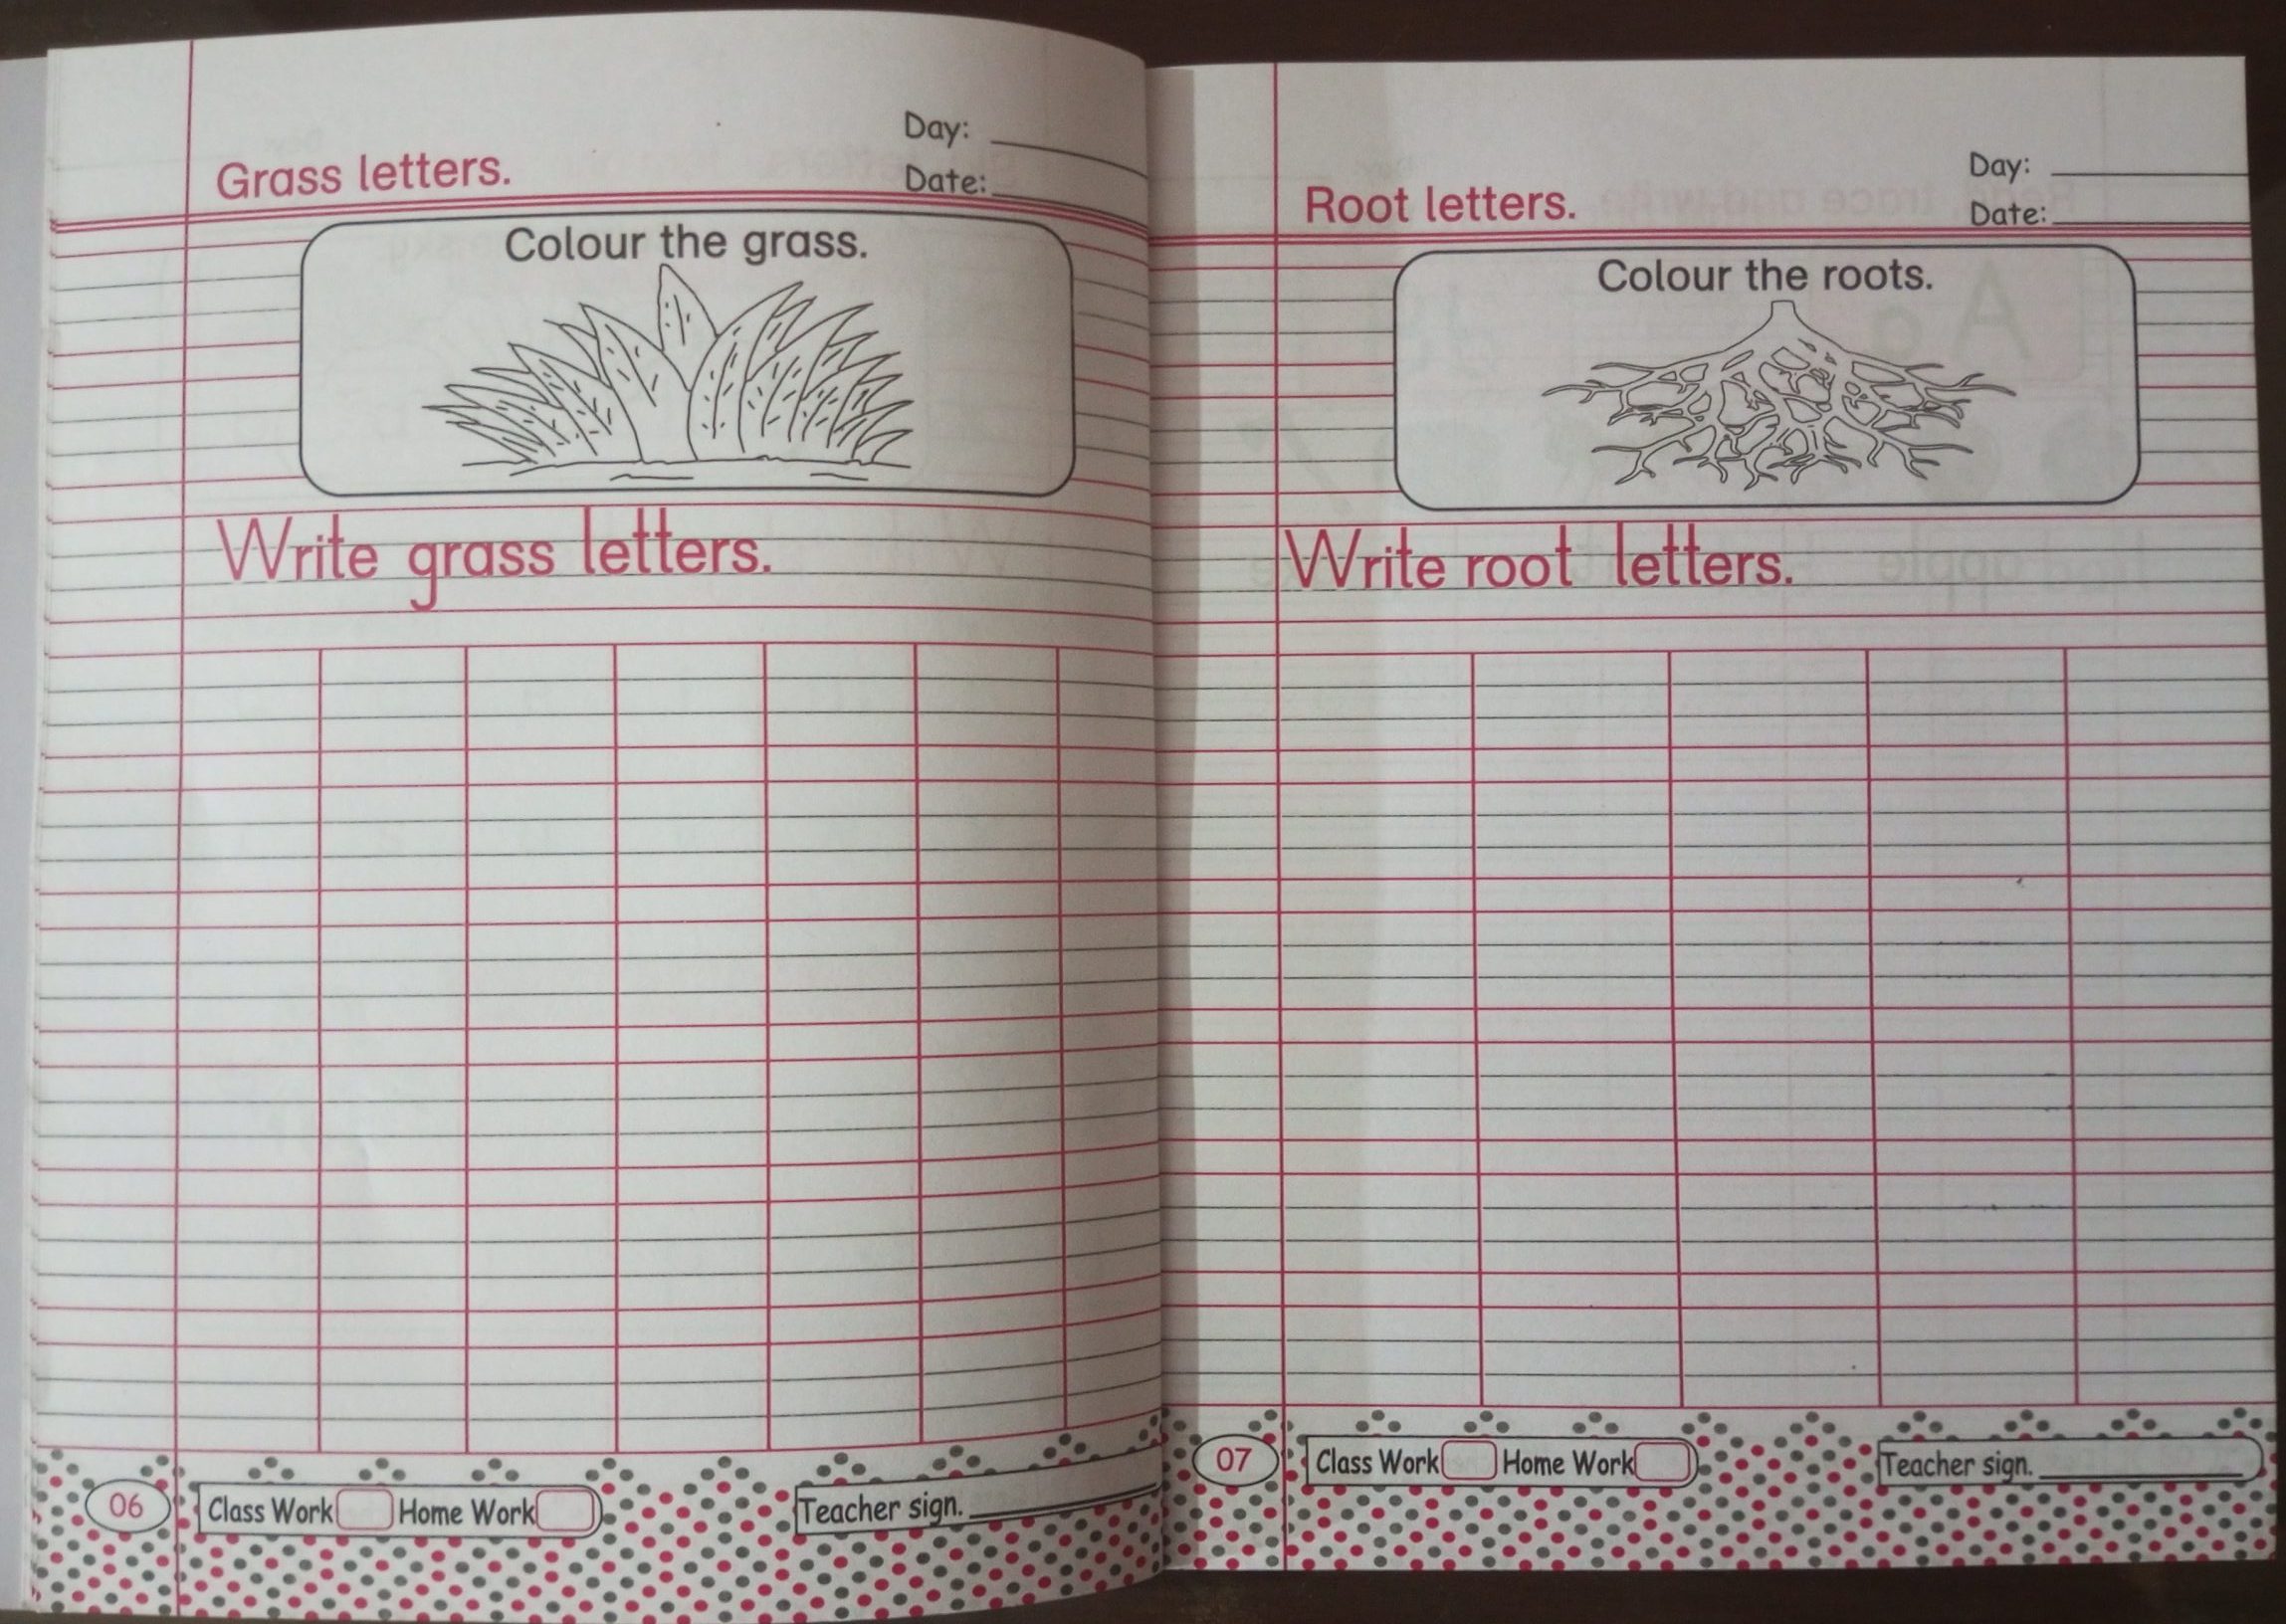 Day:
Grass letters.
Date:
Colour the grass.
Write grass letters.
06
Class Work
Home Work
Teacher sign.
Day:
Root letters.
Date:
Colour the roots.
Write root letters.
07
Class Work
Home Work
Teacher sign.